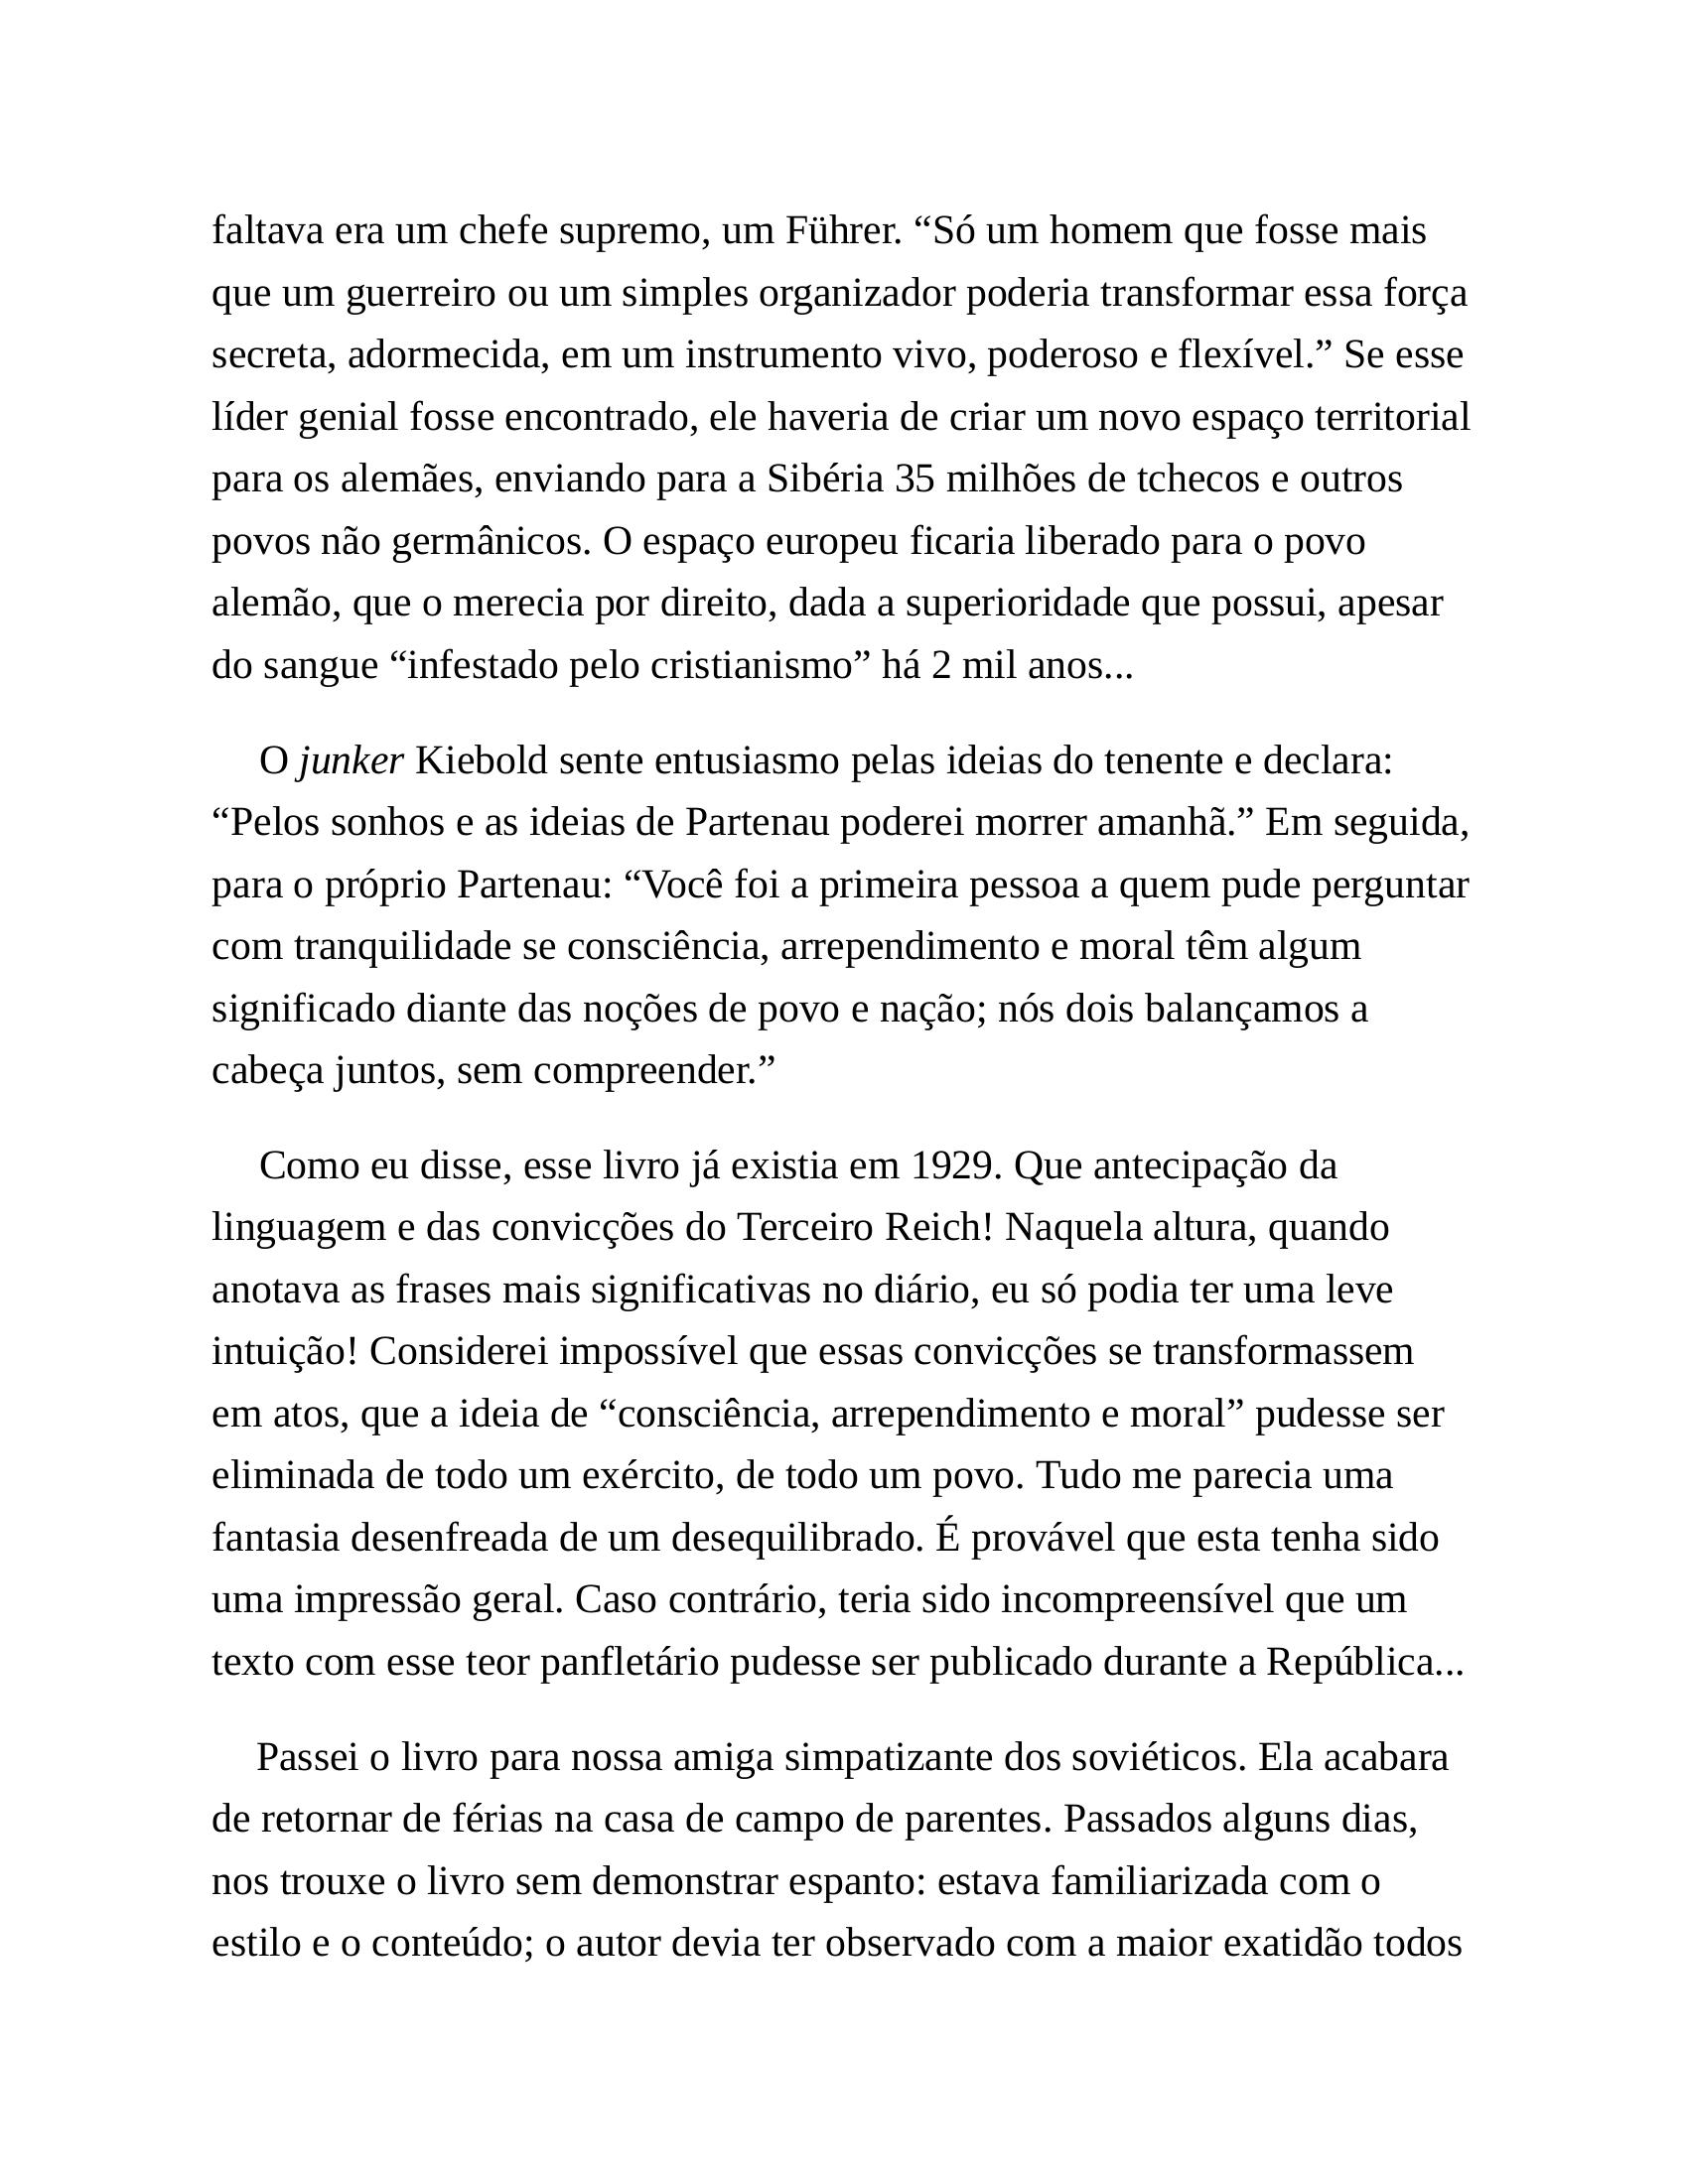 faltava era um chefe supremo, um Führer. “Só um homem que fosse mais
que um guerreiro ou um simples organizador poderia transformar essa força
secreta, adormecida, em um instrumento vivo, poderoso e flexível.” Se esse
líder genial fosse encontrado, ele haveria de criar um novo espaço territorial
para os alemães, enviando para a Sibéria 35 milhões de tchecos e outros
povos não germânicos. O espaço europeu ficaria liberado para o povo
alemão, que o merecia por direito, dada a superioridade que possui, apesar
do sangue “infestado pelo cristianismo” há 2 mil anos...
O junker Kiebold sente entusiasmo pelas ideias do tenente e declara:
“Pelos sonhos e as ideias de Partenau poderei morrer amanhã.” Em seguida,
para o próprio Partenau: “Você foi a primeira pessoa a quem pude perguntar
com tranquilidade se consciência, arrependimento e moral têm algum
significado diante das noções de povo e nação; nós dois balançamos a
cabeça juntos, sem compreender.”
Como eu disse, esse livro já existia em 1929. Que antecipação da
linguagem e das convicções do Terceiro Reich! Naquela altura, quando
anotava as frases mais significativas no diário, eu só podia ter uma leve
intuição! Considerei impossível que essas convicções se transformassem
em atos, que a ideia de “consciência, arrependimento e moral” pudesse ser
eliminada de todo um exército, de todo um povo. Tudo me parecia uma
fantasia desenfreada de um desequilibrado. É provável que esta tenha sido
uma impressão geral. Caso contrário, teria sido incompreensível que um
texto com esse teor panfletário pudesse ser publicado durante a República...
Passei o livro para nossa amiga simpatizante dos soviéticos. Ela acabara
de retornar de férias na casa de campo de parentes. Passados alguns dias,
nos trouxe o livro sem demonstrar espanto: estava familiarizada com o
estilo e o conteúdo; o autor devia ter observado com a maior exatidão todos